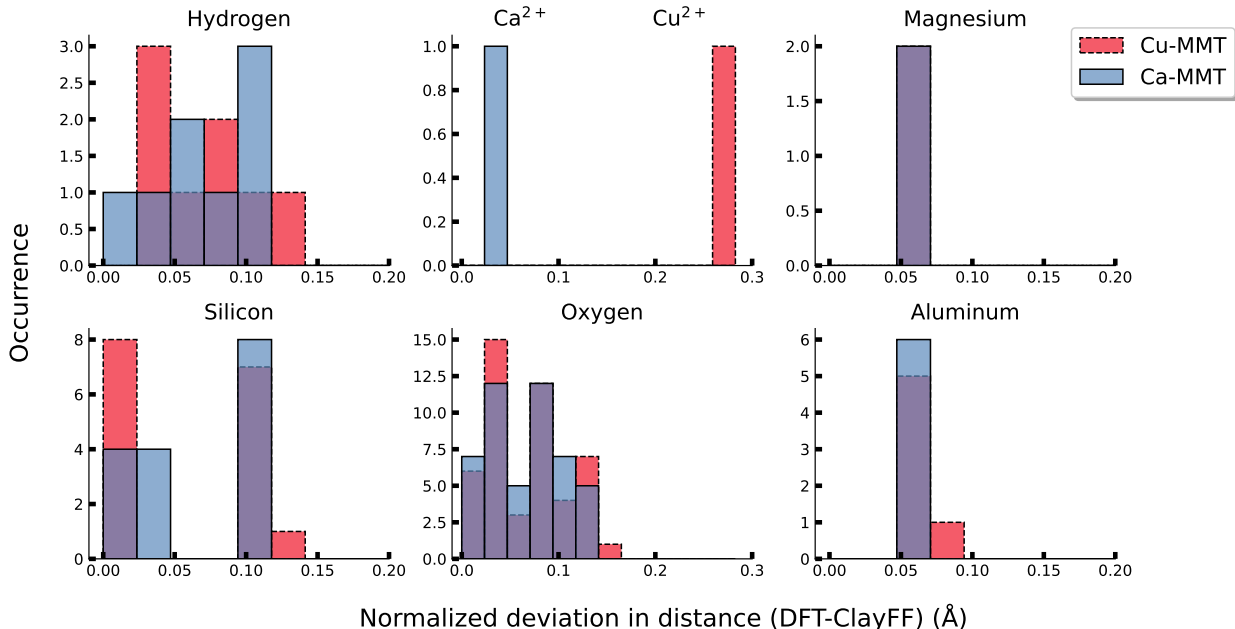 Hydrogen
Ca²⁺ Cu²⁺
Magnesium
Cu-MMT
Ca-MMT
3.0
2.5
2.0
1.5
1.0
0.5
0.0
0.00 0.05 0.10 0.15 0.20
1.0
0.8
0.6
0.4
0.2
0.0
0.0 0.1 0.2 0.3
2.0
1.5
1.0
0.5
0.0
0.00 0.05 0.10 0.15 0.20
Occurrence
Silicon
Oxygen
Aluminum
8
6
4
2
0
0.00 0.05 0.10 0.15 0.20
15.0
12.5
10.0
7.5
5.0
2.5
0.0
0.0 0.1 0.2 0.3
6
5
4
3
2
1
0
0.00 0.05 0.10 0.15 0.20
Normalized deviation in distance (DFT-ClayFF) (Å)